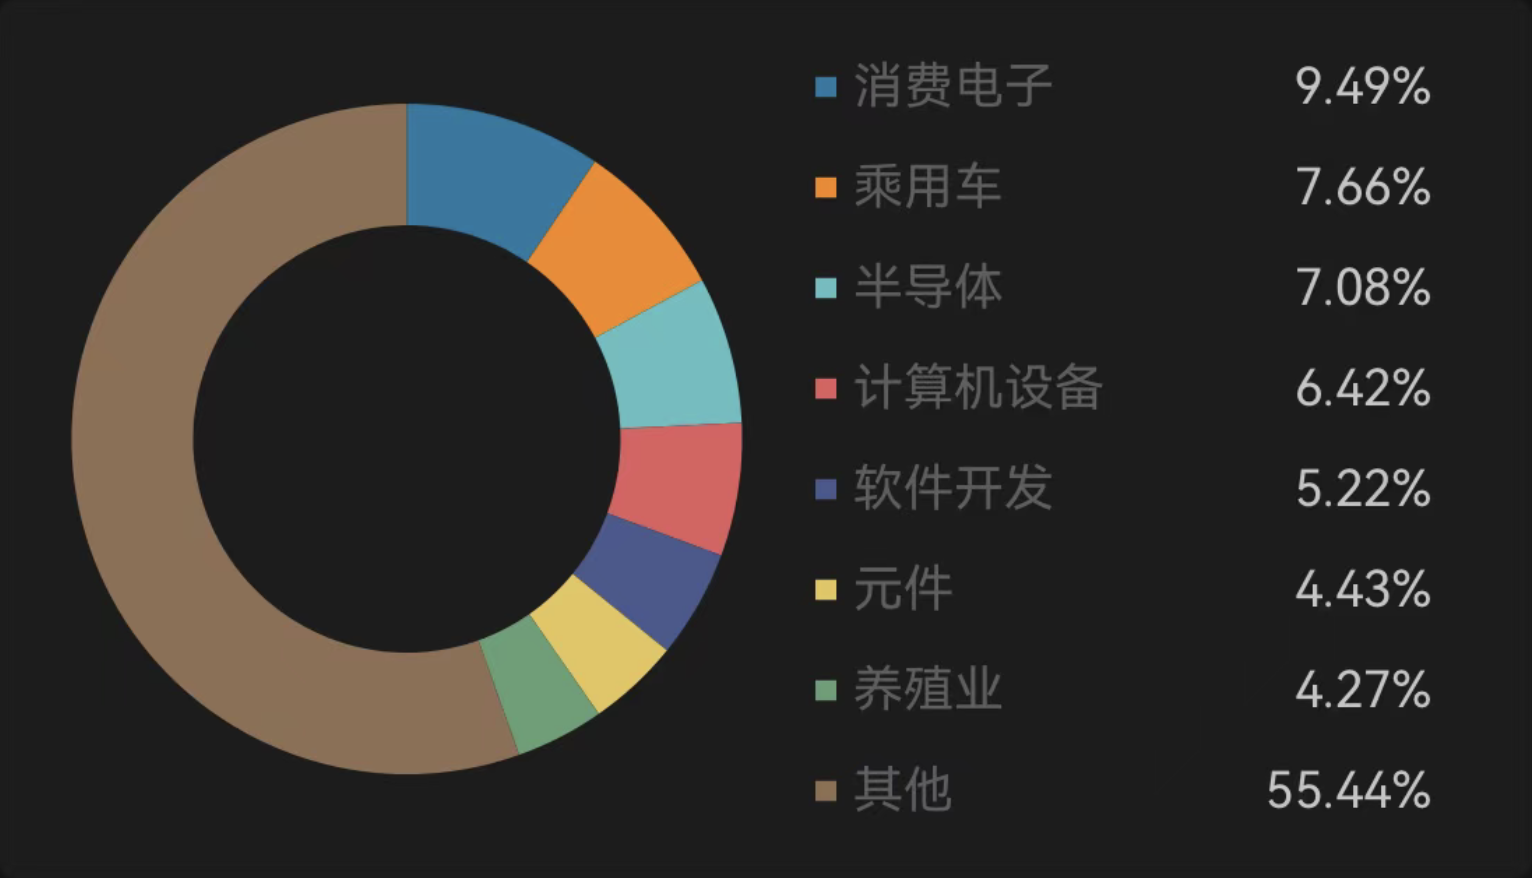 消费电子 9.49%
乘用车 7.66%
半导体 7.08%
计算机设备 6.42%
软件开发 5.22%
元件 4.43%
养殖业 4.27%
其他 55.44%